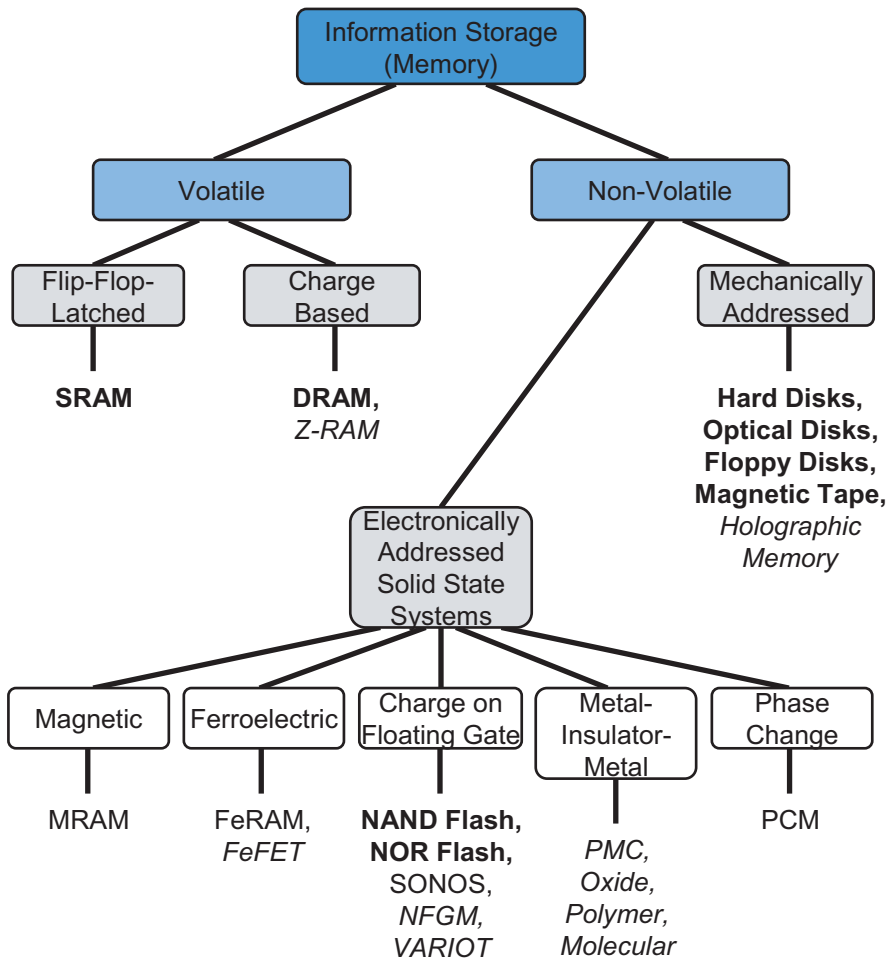 Information Storage
(Memory)
Volatile
Non-Volatile
Flip-Flop-
Latched
Charge
Based
Mechanically
Addressed
SRAM
DRAM,
Z-RAM
Hard Disks,
Optical Disks,
Floppy Disks,
Magnetic Tape,
Holographic
Memory
Electronically
Addressed
Solid State
Systems
Magnetic
Ferroelectric
Charge on
Floating Gate
Metal-
Insulator-
Metal
Phase
Change
MRAM
FeRAM,
FeFET
NAND Flash,
NOR Flash,
SONOS,
NFGM,
VARIOT
PMC,
Oxide,
Polymer,
Molecular
PCM